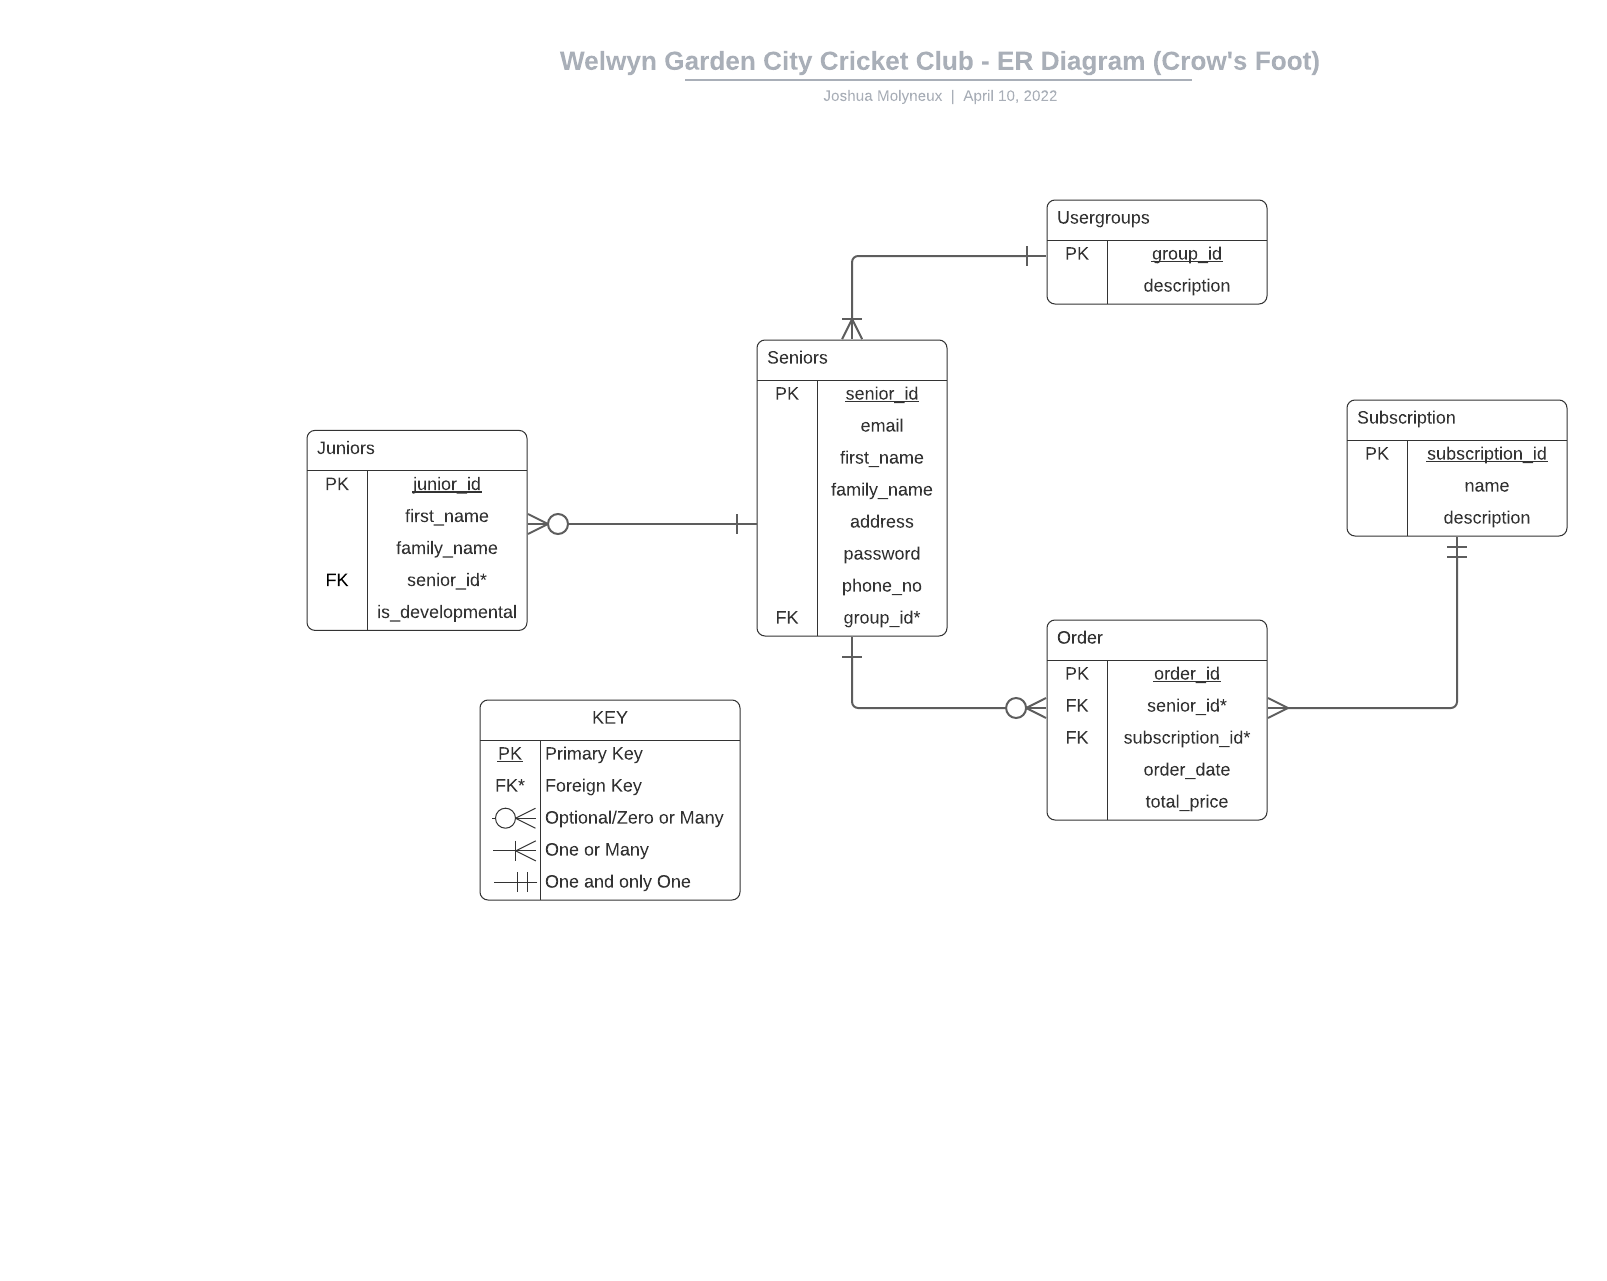 Welwyn Garden City Cricket Club - ER Diagram (Crow's Foot)
Joshua Molyneux | April 10, 2022
Usergroups
PK group_id
description
Seniors
PK senior_id
email
first_name
family_name
address
password
phone_no
FK group_id*
Subscription
PK subscription_id
name
description
Juniors
PK junior_id
first_name
family_name
FK senior_id*
is_developmental
Order
PK order_id
FK senior_id*
FK subscription_id*
order_date
total_price
KEY
PK Primary Key
FK* Foreign Key
Optional/Zero or Many
One or Many
One and only One